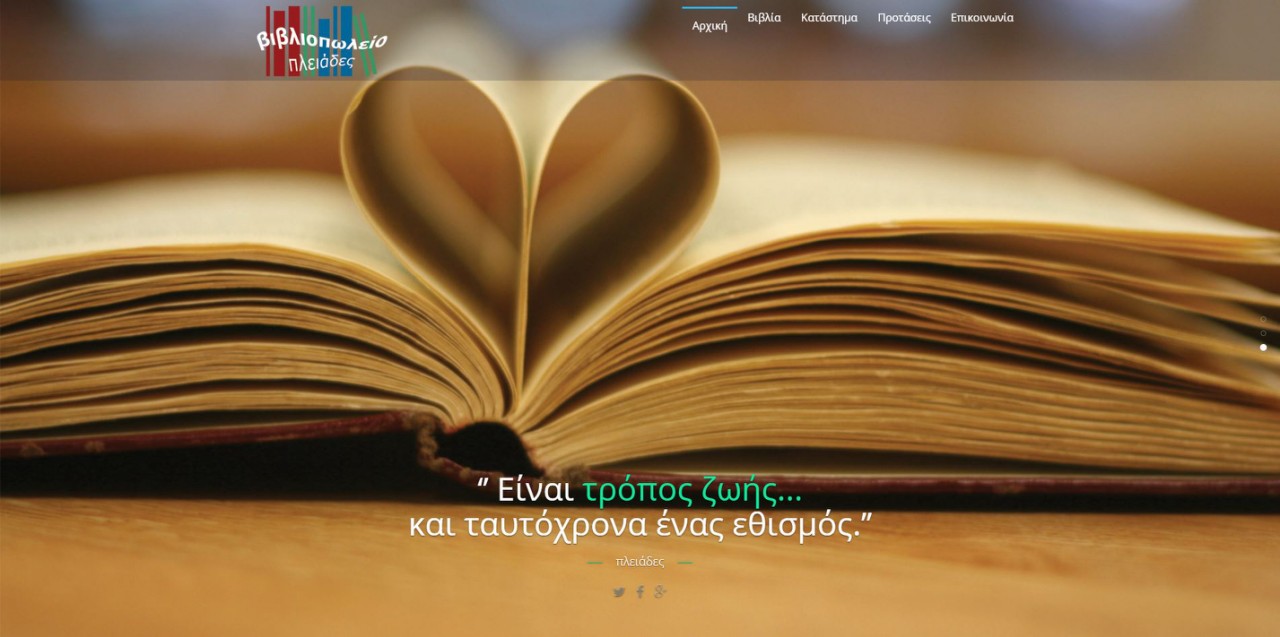 βιβλιοπωλείο
πλειάδες
Αρχική
Βιβλία
Κατάστημα
Προτάσεις
Επικοινωνία
“ Είναι τρόπος ζωής...
και ταυτόχρονα ένας εθισμός.”
πλειάδες